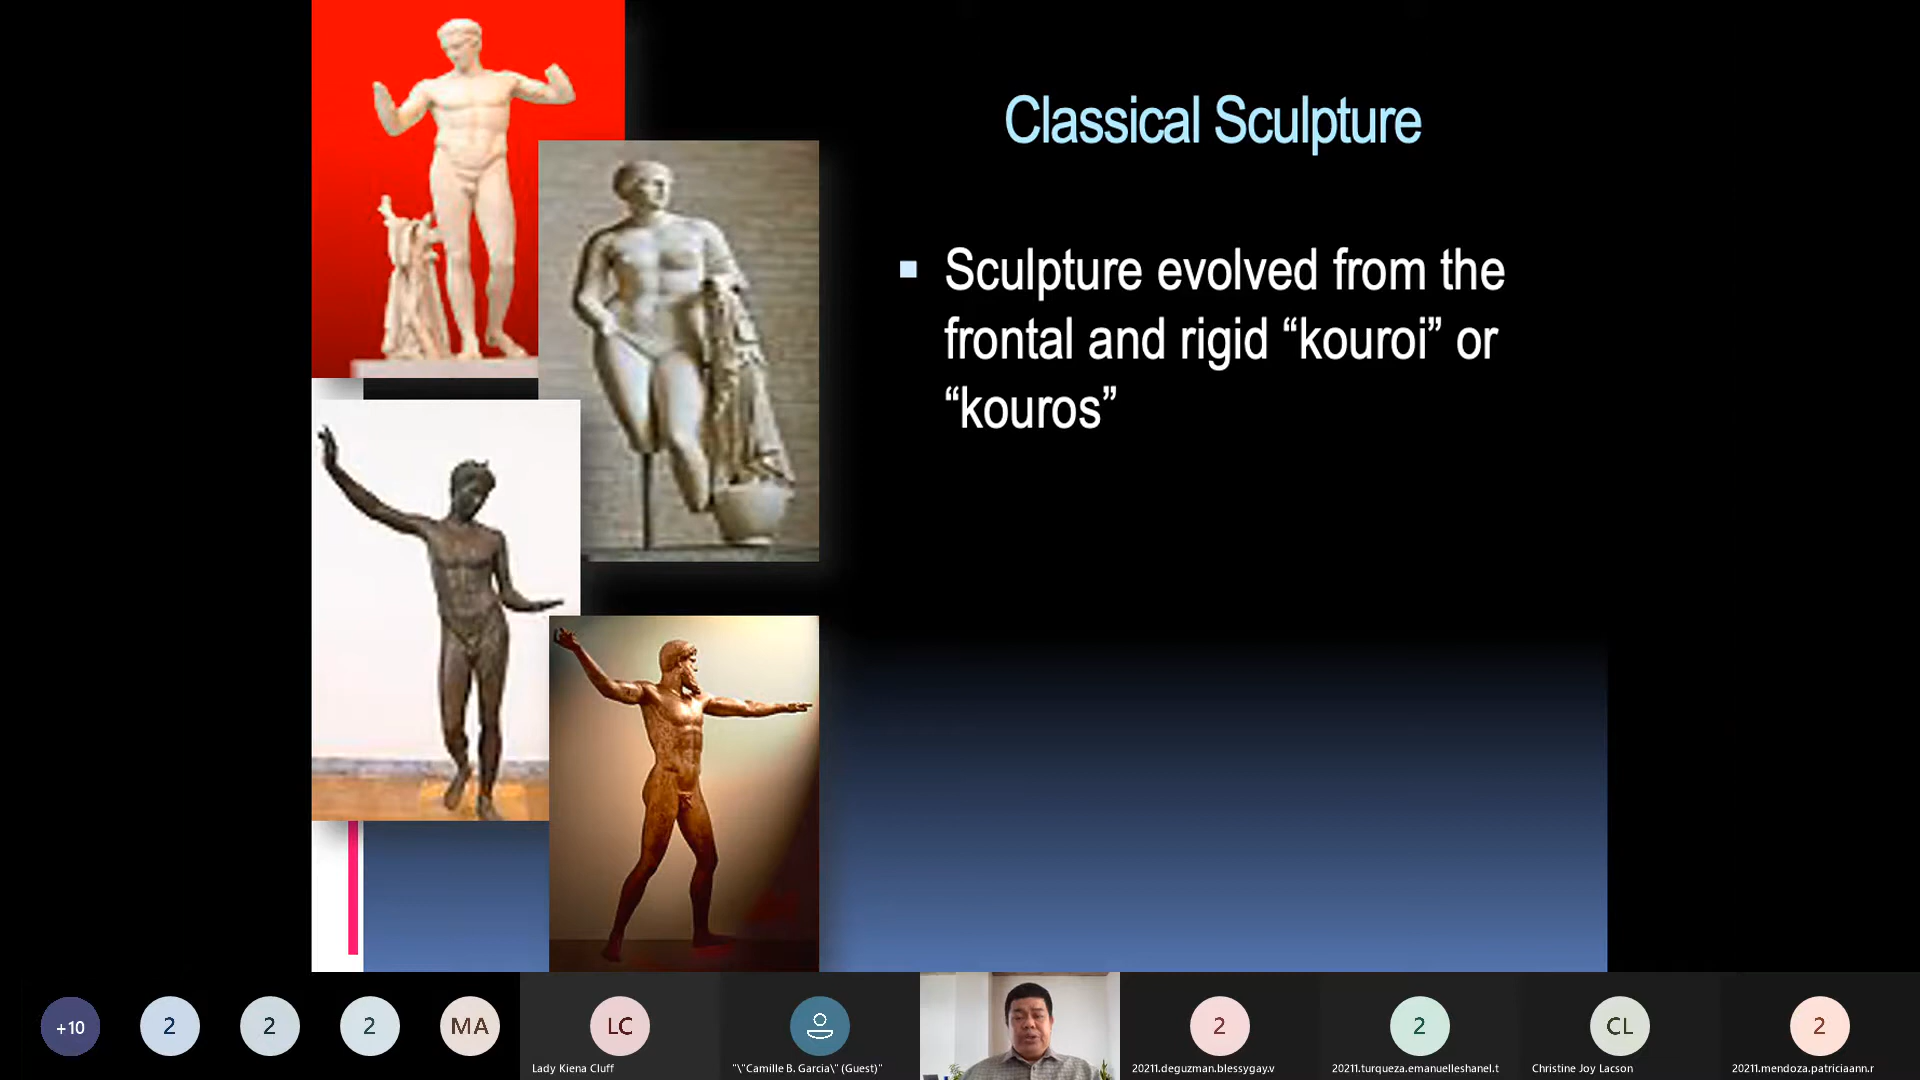 Classical Sculpture
Sculpture evolved from the
frontal and rigid “kouroi” or
“kouros”
+10
2
2
2
MA
LC
2
2
CL
2
Lady Kiena Cluff
"\"Camille B. Garcia\" (Guest)"
20211.deguzman.blessygay.v
20211.turqueza.emanuelleshanel.t
Christine Joy Lacson
20211.mendoza.patriciaann.r